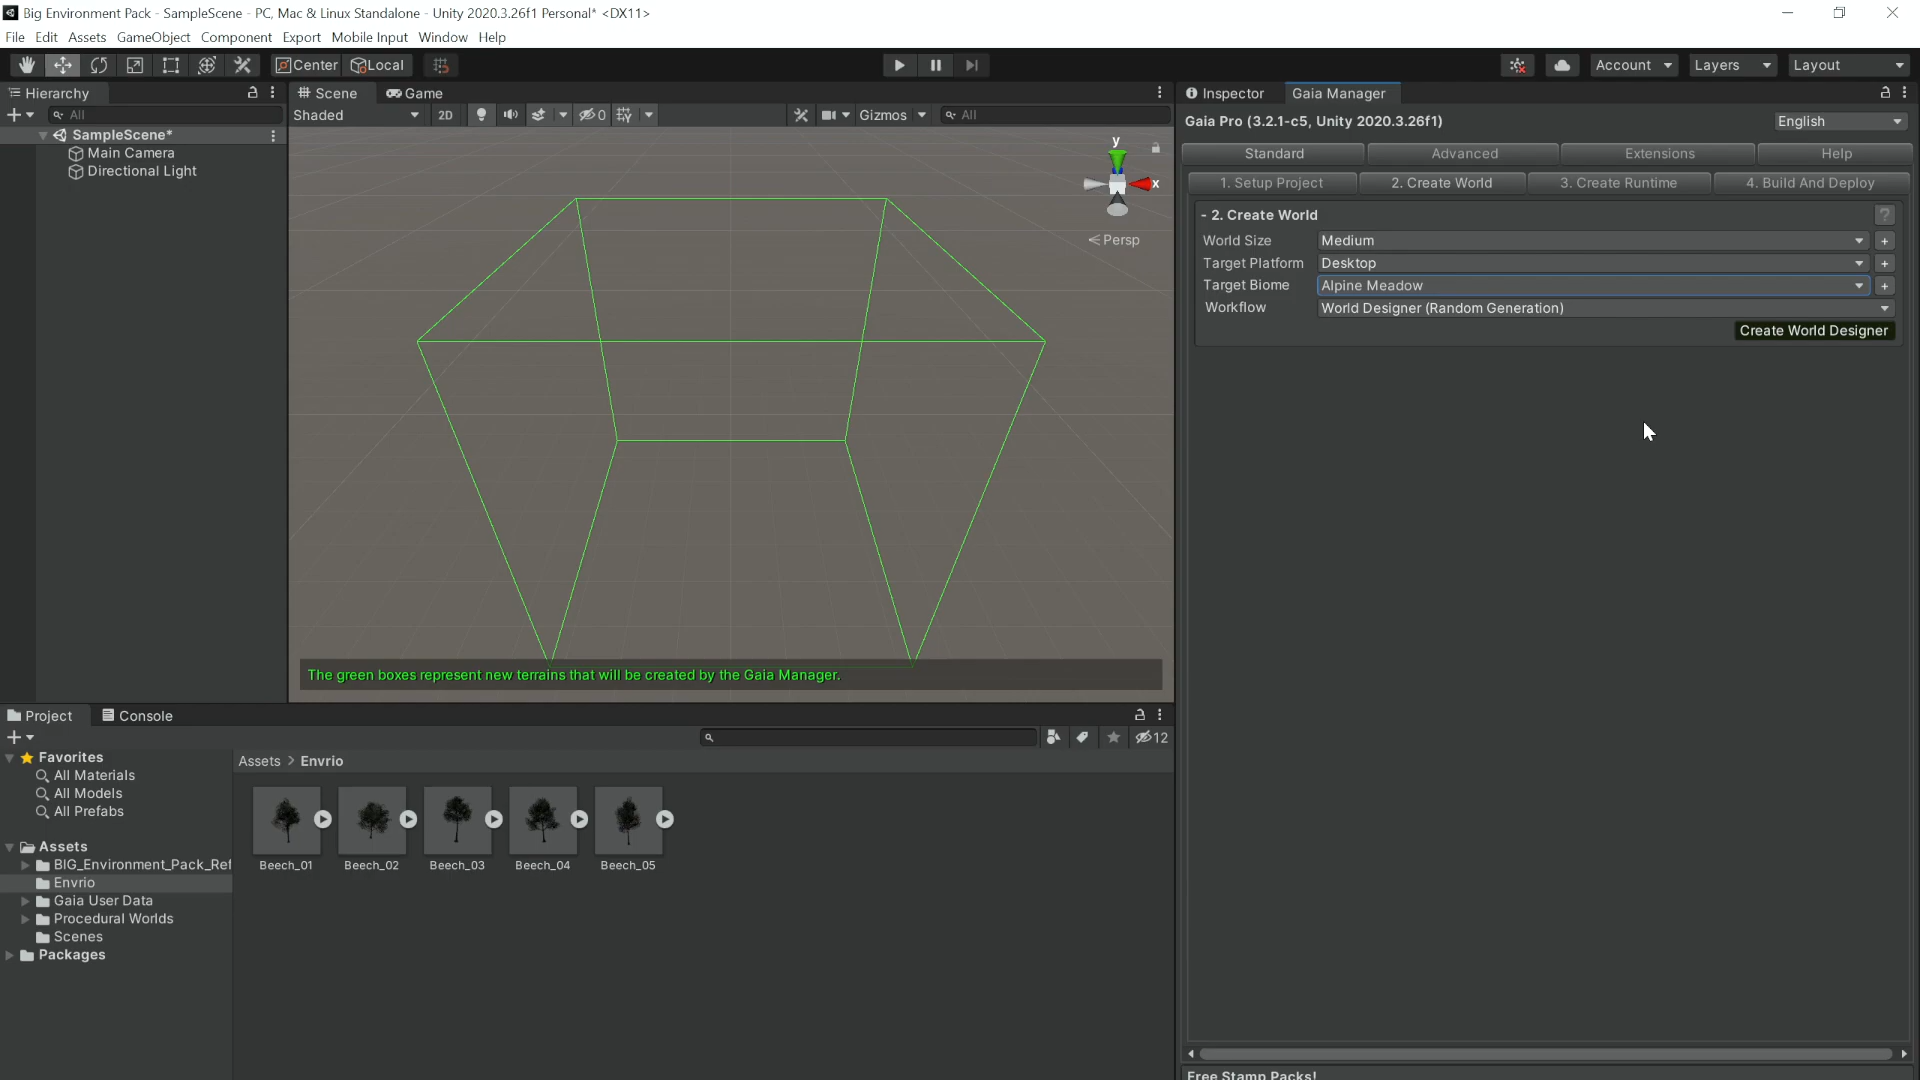 Big Environment Pack - SampleScene - PC, Mac & Linux Standalone - Unity 2020.3.26f1 Personal* <DX11>
File Edit Assets GameObject Component Export Mobile Input Window Help
Center Local Account Layers Layout
Hierarchy
All
SampleScene*
Main Camera
Directional Light
Scene Game
Shaded 2D 0 Gizmos All
y
x
Persp
The green boxes represent new terrains that will be created by the Gaia Manager.
Inspector Gaia Manager
Gaia Pro (3.2.1-c5, Unity 2020.3.26f1) English
Standard Advanced Extensions Help
1. Setup Project 2. Create World 3. Create Runtime 4. Build And Deploy
- 2. Create World ?
World Size Medium +
Target Platform Desktop +
Target Biome Alpine Meadow +
Workflow World Designer (Random Generation)
Create World Designer
Free Stamp Packs!
Project Console
12
Favorites
All Materials
All Models
All Prefabs
Assets
BIG_Environment_Pack_Ref
Envrio
Gaia User Data
Procedural Worlds
Scenes
Packages
Assets > Envrio
Beech_01 Beech_02 Beech_03 Beech_04 Beech_05